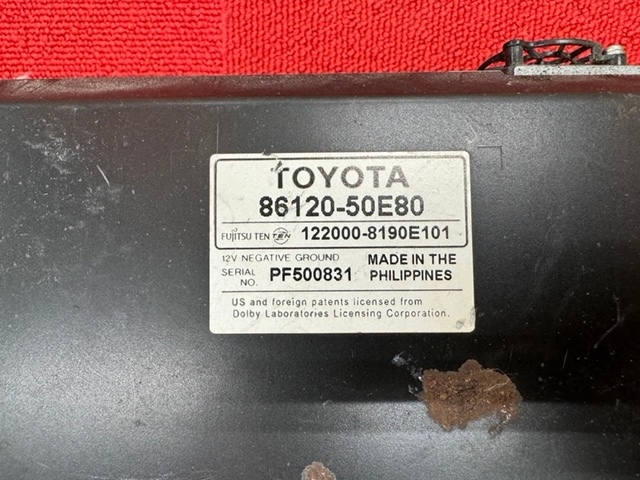 TOYOTA
86120-50E80
FUJITSU TEN TEN 122000-8190E101
12V NEGATIVE GROUND MADE IN THE
SERIAL NO. PF500831 PHILIPPINES
US and foreign patents licensed from
Dolby Laboratories Licensing Corporation.